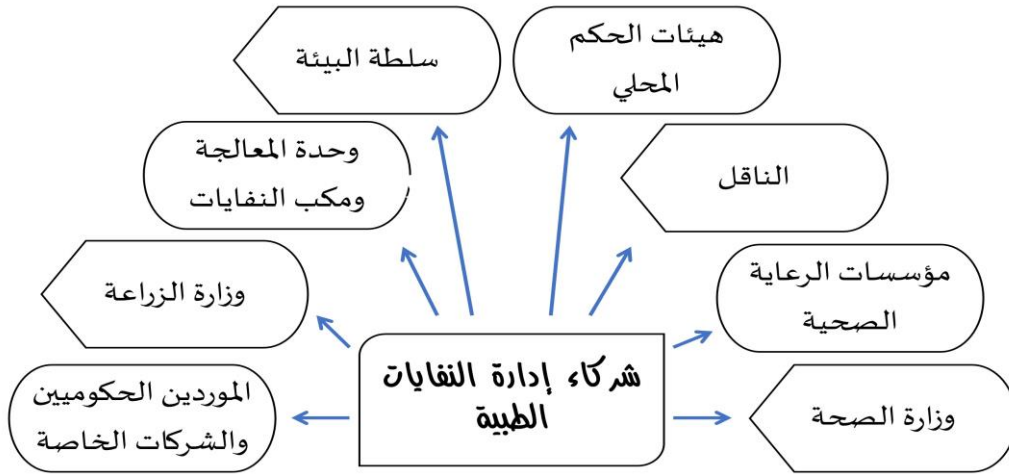 هيئات الحكم
المحلي
سلطة البيئة
وحدة المعالجة
ومكب النفايات
الناقل
مؤسسات الرعاية
الصحية
وزارة الزراعة
شركاء إدارة النفايات
الطبية
الموردين الحكوميين
والشركات الخاصة
وزارة الصحة